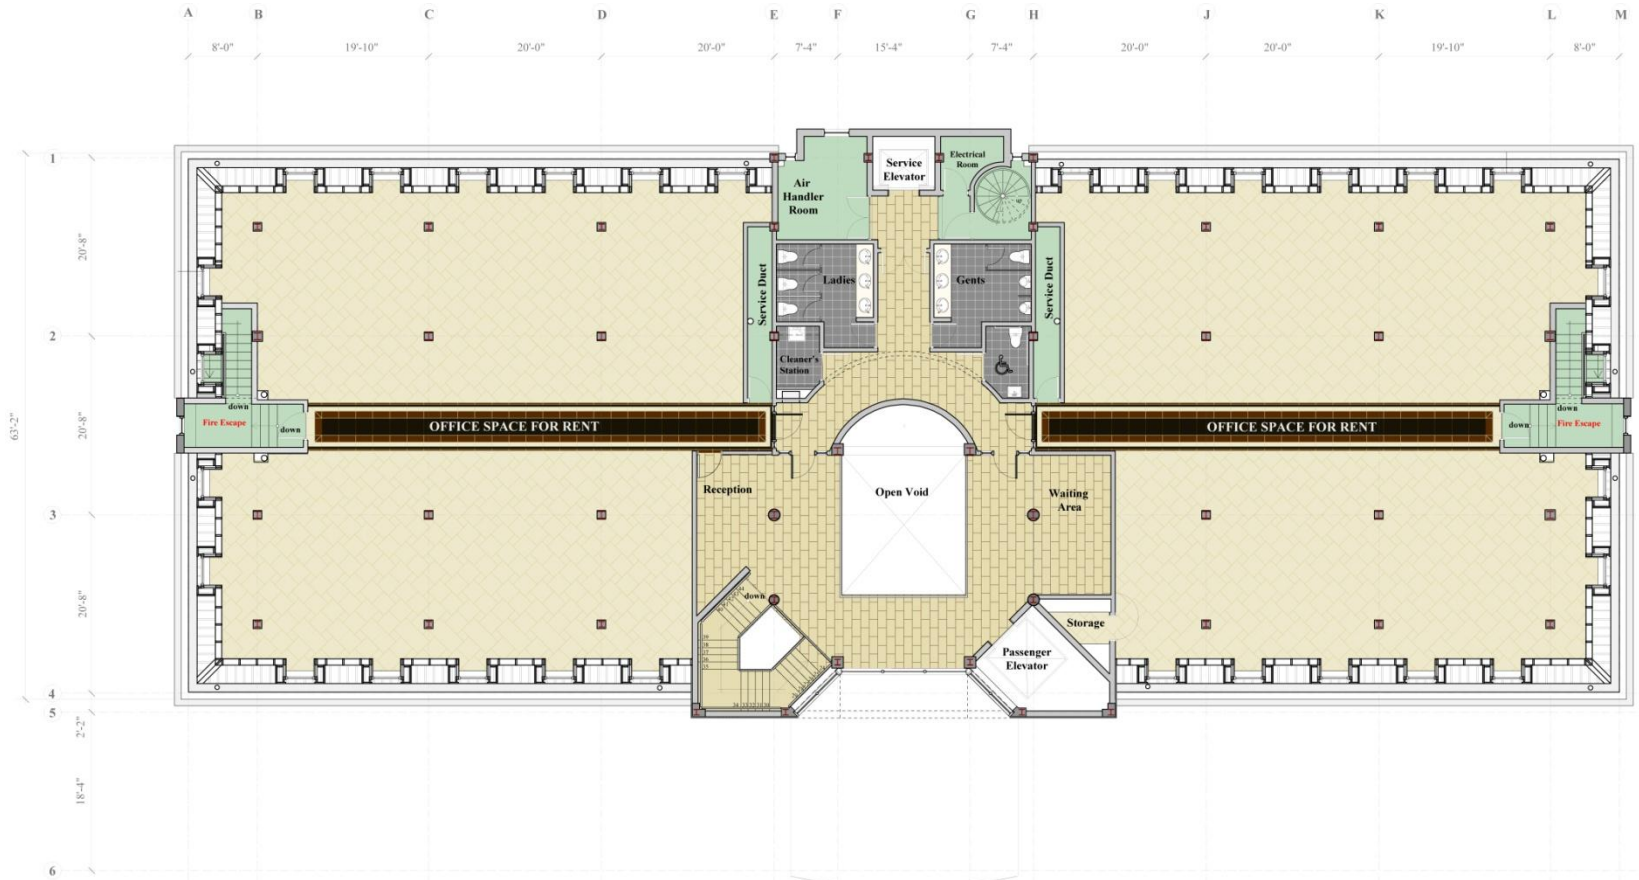 A B C D E F G H J K L M
8'-0" 19'-10" 20'-0" 20'-0" 7'-4" 15'-4" 7'-4" 20'-0" 20'-0" 19'-10" 8'-0"
1
2
3
4
5
6
63'-2"
20'-8"
20'-8"
20'-8"
2'-2"
18'-4"
Air
Handler
Room
Service
Elevator
Electrical
Room
Service Duct
Ladies
Gents
Service Duct
Cleaner's
Station
down
Fire Escape
down
OFFICE SPACE FOR RENT
OFFICE SPACE FOR RENT
down
Fire Escape
down
Reception
Open Void
Waiting
Area
down
Storage
Passenger
Elevator